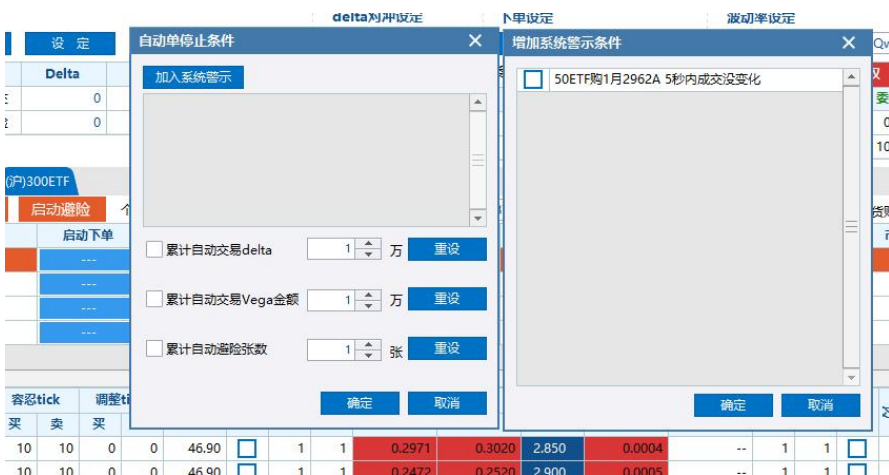 delta对冲设定 下单设定 波动率设定
设 定
Delta
0
0
(沪)300ETF
启动避险
启动下单
---
---
---
---
自动单停止条件
加入系统警示
累计自动交易delta 1 万 重设
累计自动交易Vega金额 1 万 重设
累计自动避险张数 1 张 重设
确定 取消
增加系统警示条件
50ETF购1月2962A 5秒内成交没变化
确定 取消
委
10
容忍tick 调整ti
买 卖 买
10 10 0 0 46.90 1 1 0.2971 0.3020 2.850 0.0004 -- 1 1
10 10 0 0 46.90 1 1 0.2472 0.2520 2.900 0.0005 -- 1 1